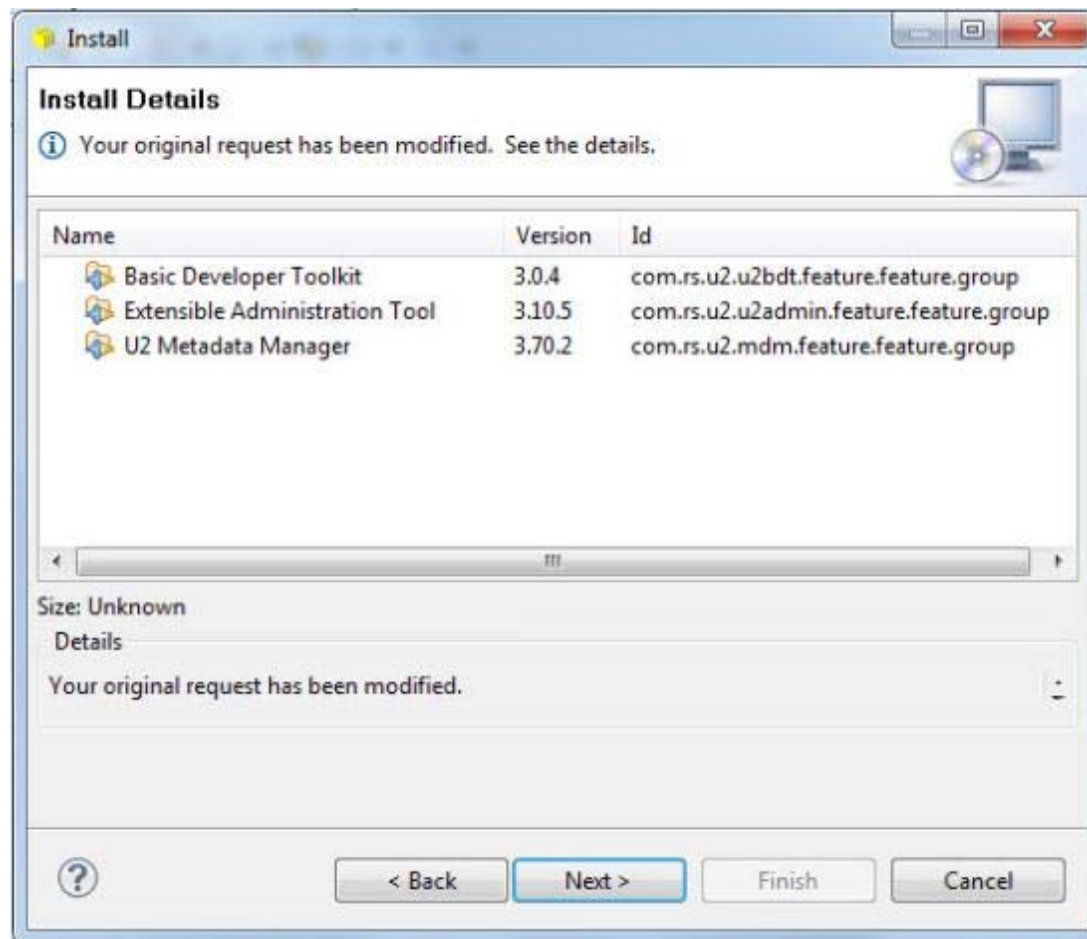 Install
Install Details
Your original request has been modified. See the details.
Name Version Id
Basic Developer Toolkit 3.0.4 com.rs.u2.u2bdt.feature.feature.group
Extensible Administration Tool 3.10.5 com.rs.u2.u2admin.feature.feature.group
U2 Metadata Manager 3.70.2 com.rs.u2.mdm.feature.feature.group
Size: Unknown
Details
Your original request has been modified.
< Back Next > Finish Cancel